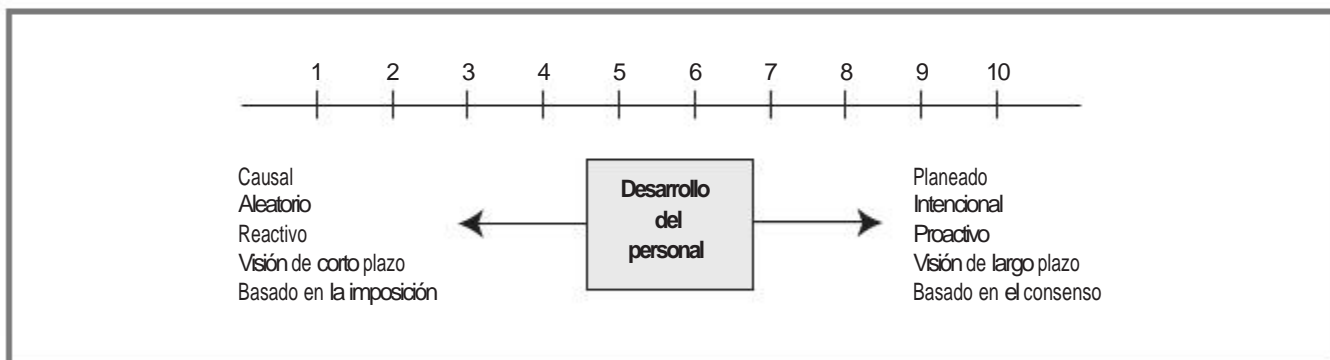 1 2 3 4 5 6 7 8 9 10
Causal
Aleatorio
Reactivo
Visión de corto plazo
Basado en la imposición
Desarrollo
del
personal
Planeado
Intencional
Proactivo
Visión de largo plazo
Basado en el consenso